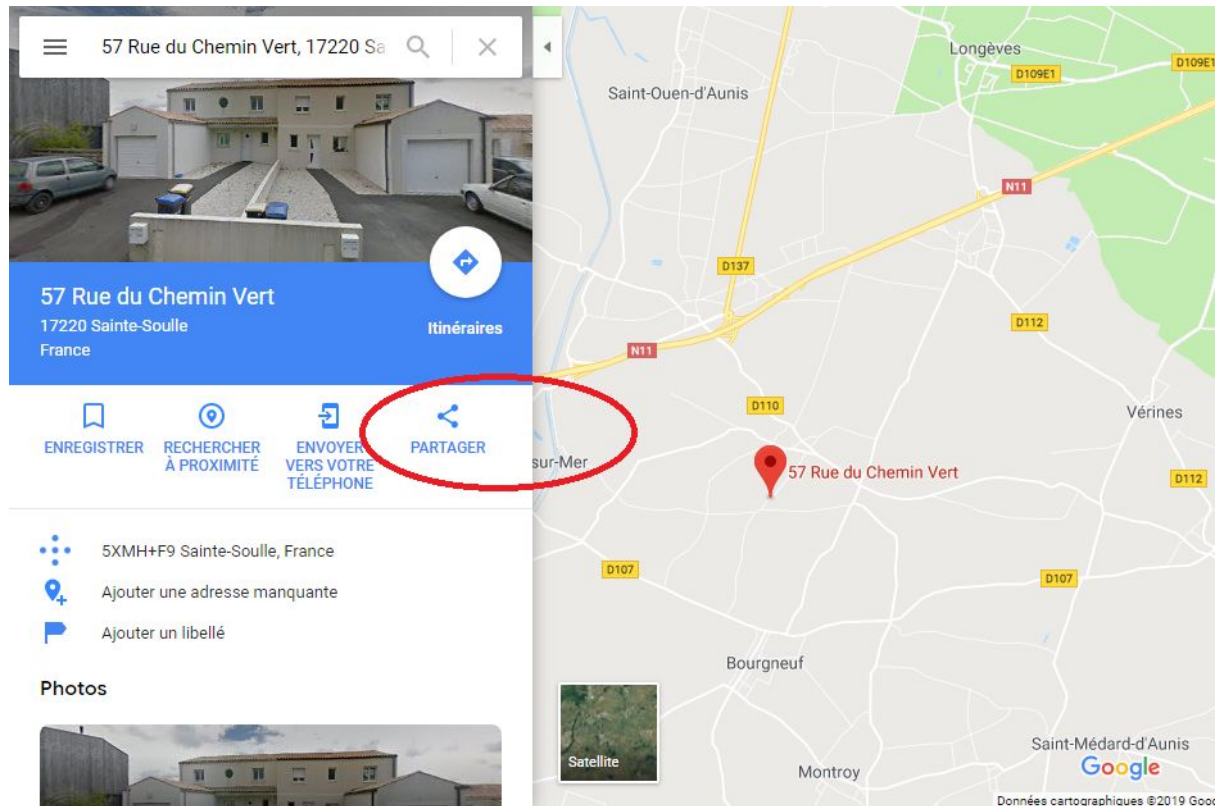 57 Rue du Chemin Vert, 17220 Sa
57 Rue du Chemin Vert
17220 Sainte-Soulle
France
Itinéraires
ENREGISTRER
RECHERCHER
À PROXIMITÉ
ENVOYER
VERS VOTRE
TÉLÉPHONE
PARTAGER
5XMH+F9 Sainte-Soulle, France
Ajouter une adresse manquante
Ajouter un libellé
Photos
Longèves
D109E1
D109E1
Saint-Ouen-d'Aunis
N11
D137
D112
N11
D110
Vérines
sur-Mer
57 Rue du Chemin Vert
D112
D107
D107
Bourgneuf
Satellite
Saint-Médard-d'Aunis
Google
Montroy
Données cartographiques ©2019 Goo